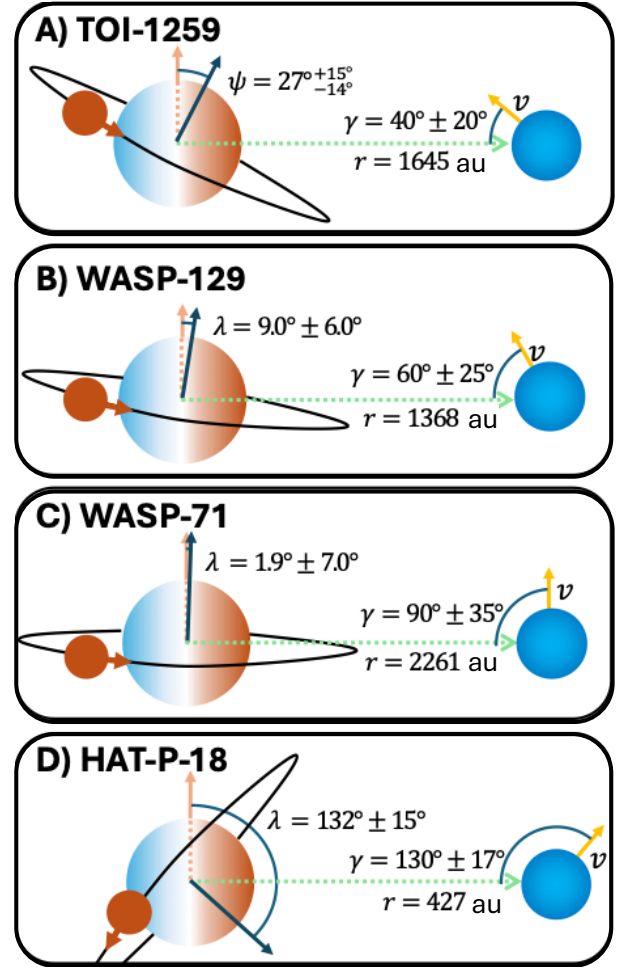 A) TOI-1259
ψ = 27°+15°−14°
v
γ = 40° ± 20°
r = 1645 au
B) WASP-129
λ = 9.0° ± 6.0°
v
γ = 60° ± 25°
r = 1368 au
C) WASP-71
λ = 1.9° ± 7.0°
v
γ = 90° ± 35°
r = 2261 au
D) HAT-P-18
λ = 132° ± 15°
γ = 130° ± 17°
v
r = 427 au